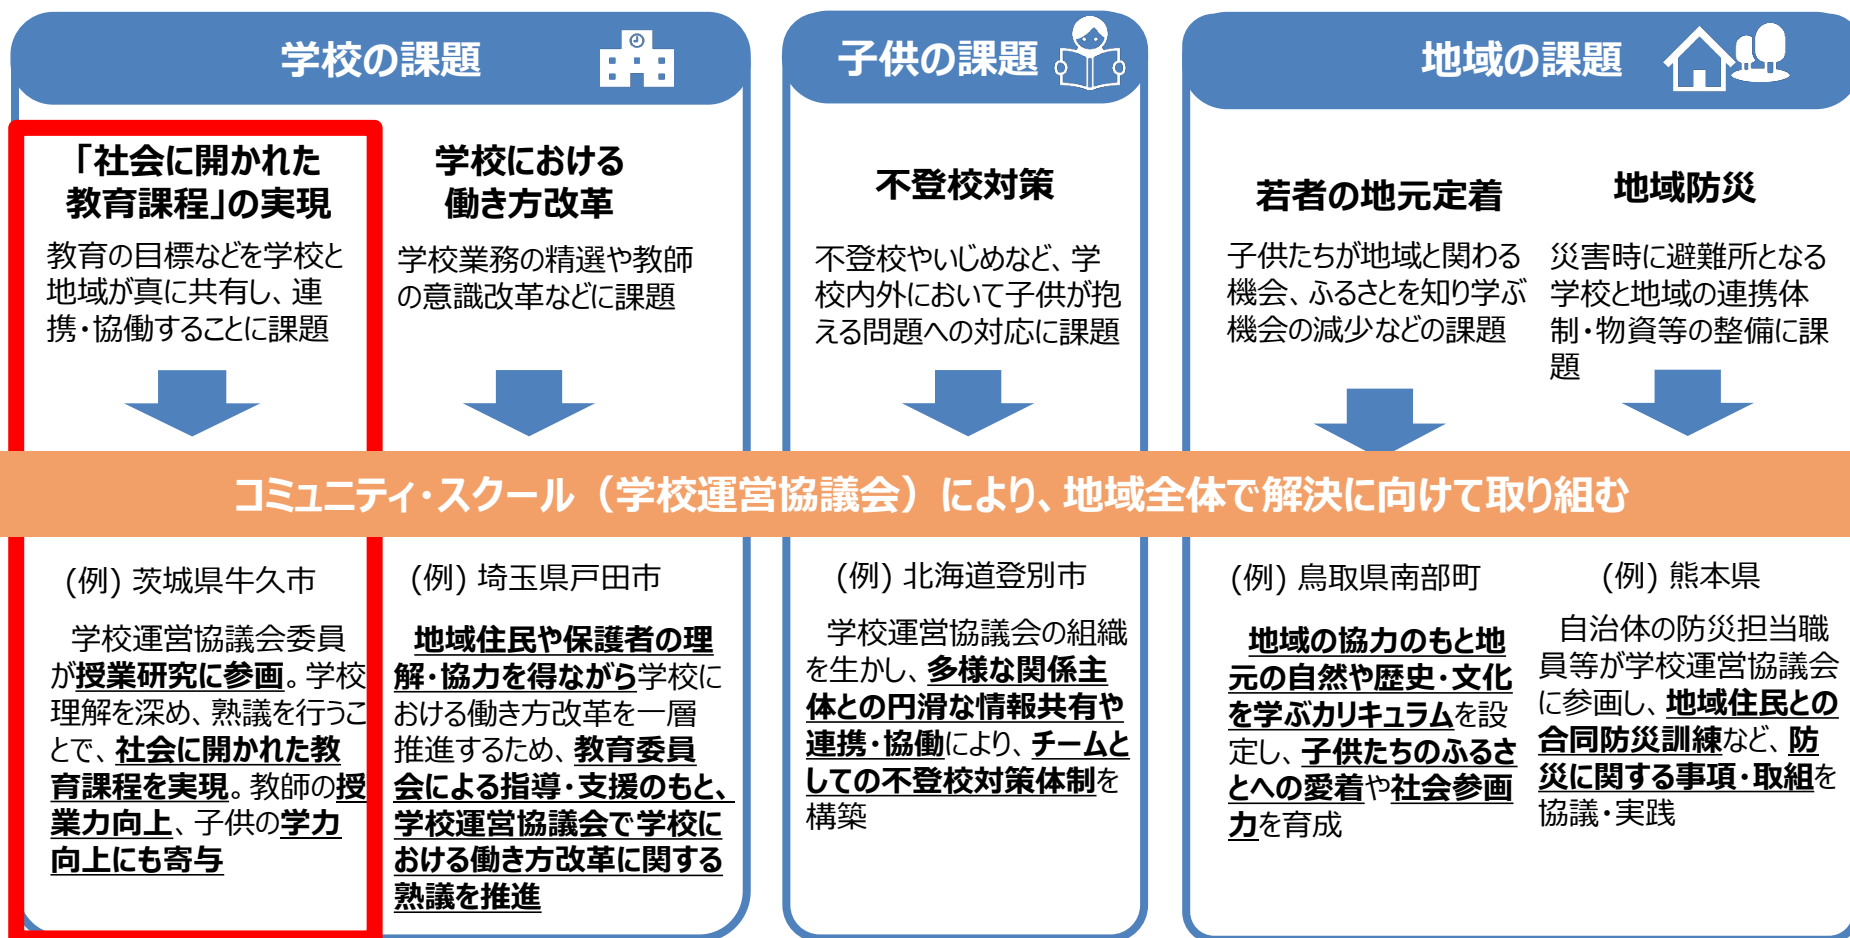 学校の課題
「社会に開かれた
教育課程」の実現
教育の目標などを学校と
地域が真に共有し、連
携・協働することに課題
学校における
働き方改革
学校業務の精選や教師
の意識改革などに課題
子供の課題
不登校対策
不登校やいじめなど、学
校内外において子供が抱
える問題への対応に課題
地域の課題
若者の地元定着
子供たちが地域と関わる
機会、ふるさとを知り学ぶ
機会の減少などの課題
地域防災
災害時に避難所となる
学校と地域の連携体
制・物資等の整備に課
題
コミュニティ・スクール（学校運営協議会）により、地域全体で解決に向けて取り組む
(例) 茨城県牛久市
学校運営協議会委員
が授業研究に参画。学校
理解を深め、熟議を行うこ
とで、社会に開かれた教
育課程を実現。教師の授
業力向上、子供の学力
向上にも寄与
(例) 埼玉県戸田市
地域住民や保護者の理
解・協力を得ながら学校に
おける働き方改革を一層
推進するため、教育委員
会による指導・支援のもと、
学校運営協議会で学校に
おける働き方改革に関する
熟議を推進
(例) 北海道登別市
学校運営協議会の組織
を生かし、多様な関係主
体との円滑な情報共有や
連携・協働により、チームと
しての不登校対策体制を
構築
(例) 鳥取県南部町
地域の協力のもと地
元の自然や歴史・文化
を学ぶカリキュラムを設
定し、子供たちのふるさ
とへの愛着や社会参画
力を育成
(例) 熊本県
自治体の防災担当職
員等が学校運営協議会
に参画し、地域住民との
合同防災訓練など、防
災に関する事項・取組を
協議・実践